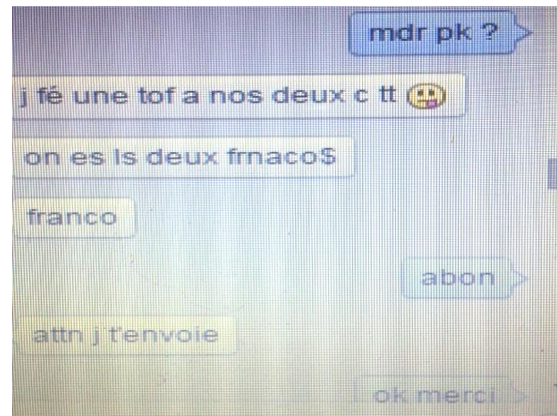 mdr pk ?
j fé une tof a nos deux c tt
on es ls deux frnaco$
franco
abon
attn j t'envoie
ok merci